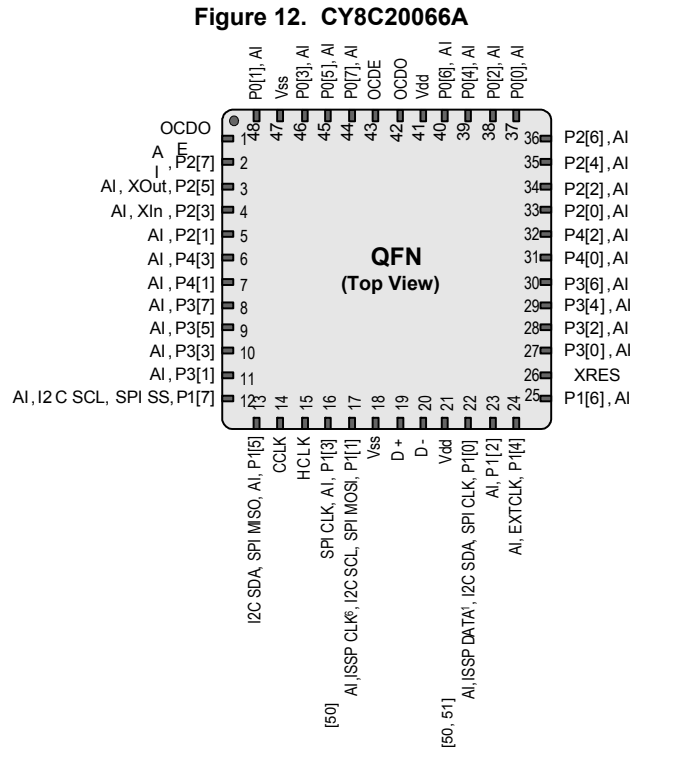 Figure 12. CY8C20066A
P0[1], AI
Vss
P0[3], AI
P0[5], AI
P0[7], AI
OCDE
OCDO
Vdd
P0[6], AI
P0[4], AI
P0[2], AI
P0[0], AI
48
47
46
45
44
43
42
41
40
39
38
37
OCDO
E
1
A
I
, P2[7] 2
AI , XOut, P2[5] 3
AI , XIn , P2[3] 4
AI , P2[1] 5
AI , P4[3] 6
AI , P4[1] 7
AI , P3[7] 8
AI , P3[5] 9
AI , P3[3] 10
AI , P3[1] 11
AI , I2 C SCL, SPI SS, P1[7] 12
QFN
(Top View)
36 P2[6] , AI
35 P2[4] , AI
34 P2[2] , AI
33 P2[0] , AI
32 P4[2] , AI
31 P4[0] , AI
30 P3[6] , AI
29 P3[4] , AI
28 P3[2] , AI
27 P3[0] , AI
26 XRES
25 P1[6] , AI
13
14
15
16
17
18
19
20
21
22
23
24
I2C SDA, SPI MISO, AI, P1[5]
CCLK
HCLK
SPI CLK, AI, P1[3]
AI,ISSP CLK⁶, I2C SCL, SPI MOSI, P1[1]
Vss
D +
D -
Vdd
AI,ISSP DATA¹, I2C SDA, SPI CLK, P1[0]
AI, P1[2]
AI, EXTCLK, P1[4]
[50]
[50, 51]